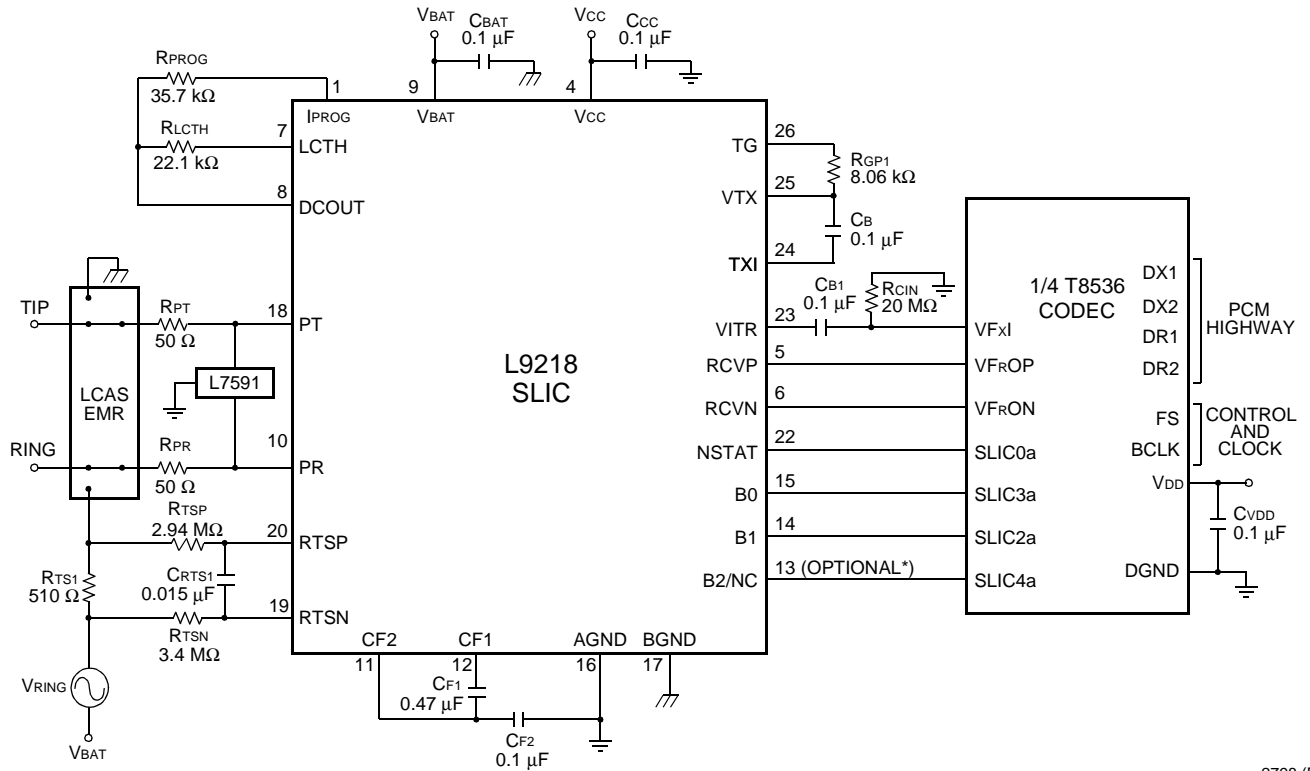 VBAT
CBAT
0.1 µF
VCC
CCC
0.1 µF
RPROG
35.7 kΩ
RLCTH
22.1 kΩ
1
9
4
IPROG
VBAT
VCC
7
LCTH
8
DCOUT
26
TG
RGP1
8.06 kΩ
25
VTX
CB
0.1 µF
24
TXI
CB1
0.1 µF
RCIN
20 MΩ
23
VITR
VFXI
1/4 T8536
CODEC
DX1
DX2
DR1
DR2
PCM
HIGHWAY
TIP
RPT
50 Ω
18
PT
L7591
LCAS
EMR
L9218
SLIC
RCVP
5
VFROP
RCVN
6
VFRON
FS
BCLK
CONTROL
AND
CLOCK
RING
RPR
50 Ω
10
PR
NSTAT
22
SLIC0a
B0
15
SLIC3a
VDD
CVDD
0.1 µF
RTSP
2.94 MΩ
20
RTSP
B1
14
SLIC2a
RTS1
510 Ω
CRTS1
0.015 µF
B2/NC
13 (OPTIONAL*)
SLIC4a
DGND
19
RTSN
RTSN
3.4 MΩ
CF2
CF1
AGND
BGND
11
12
16
17
VRING
VBAT
CF1
0.47 µF
CF2
0.1 µF